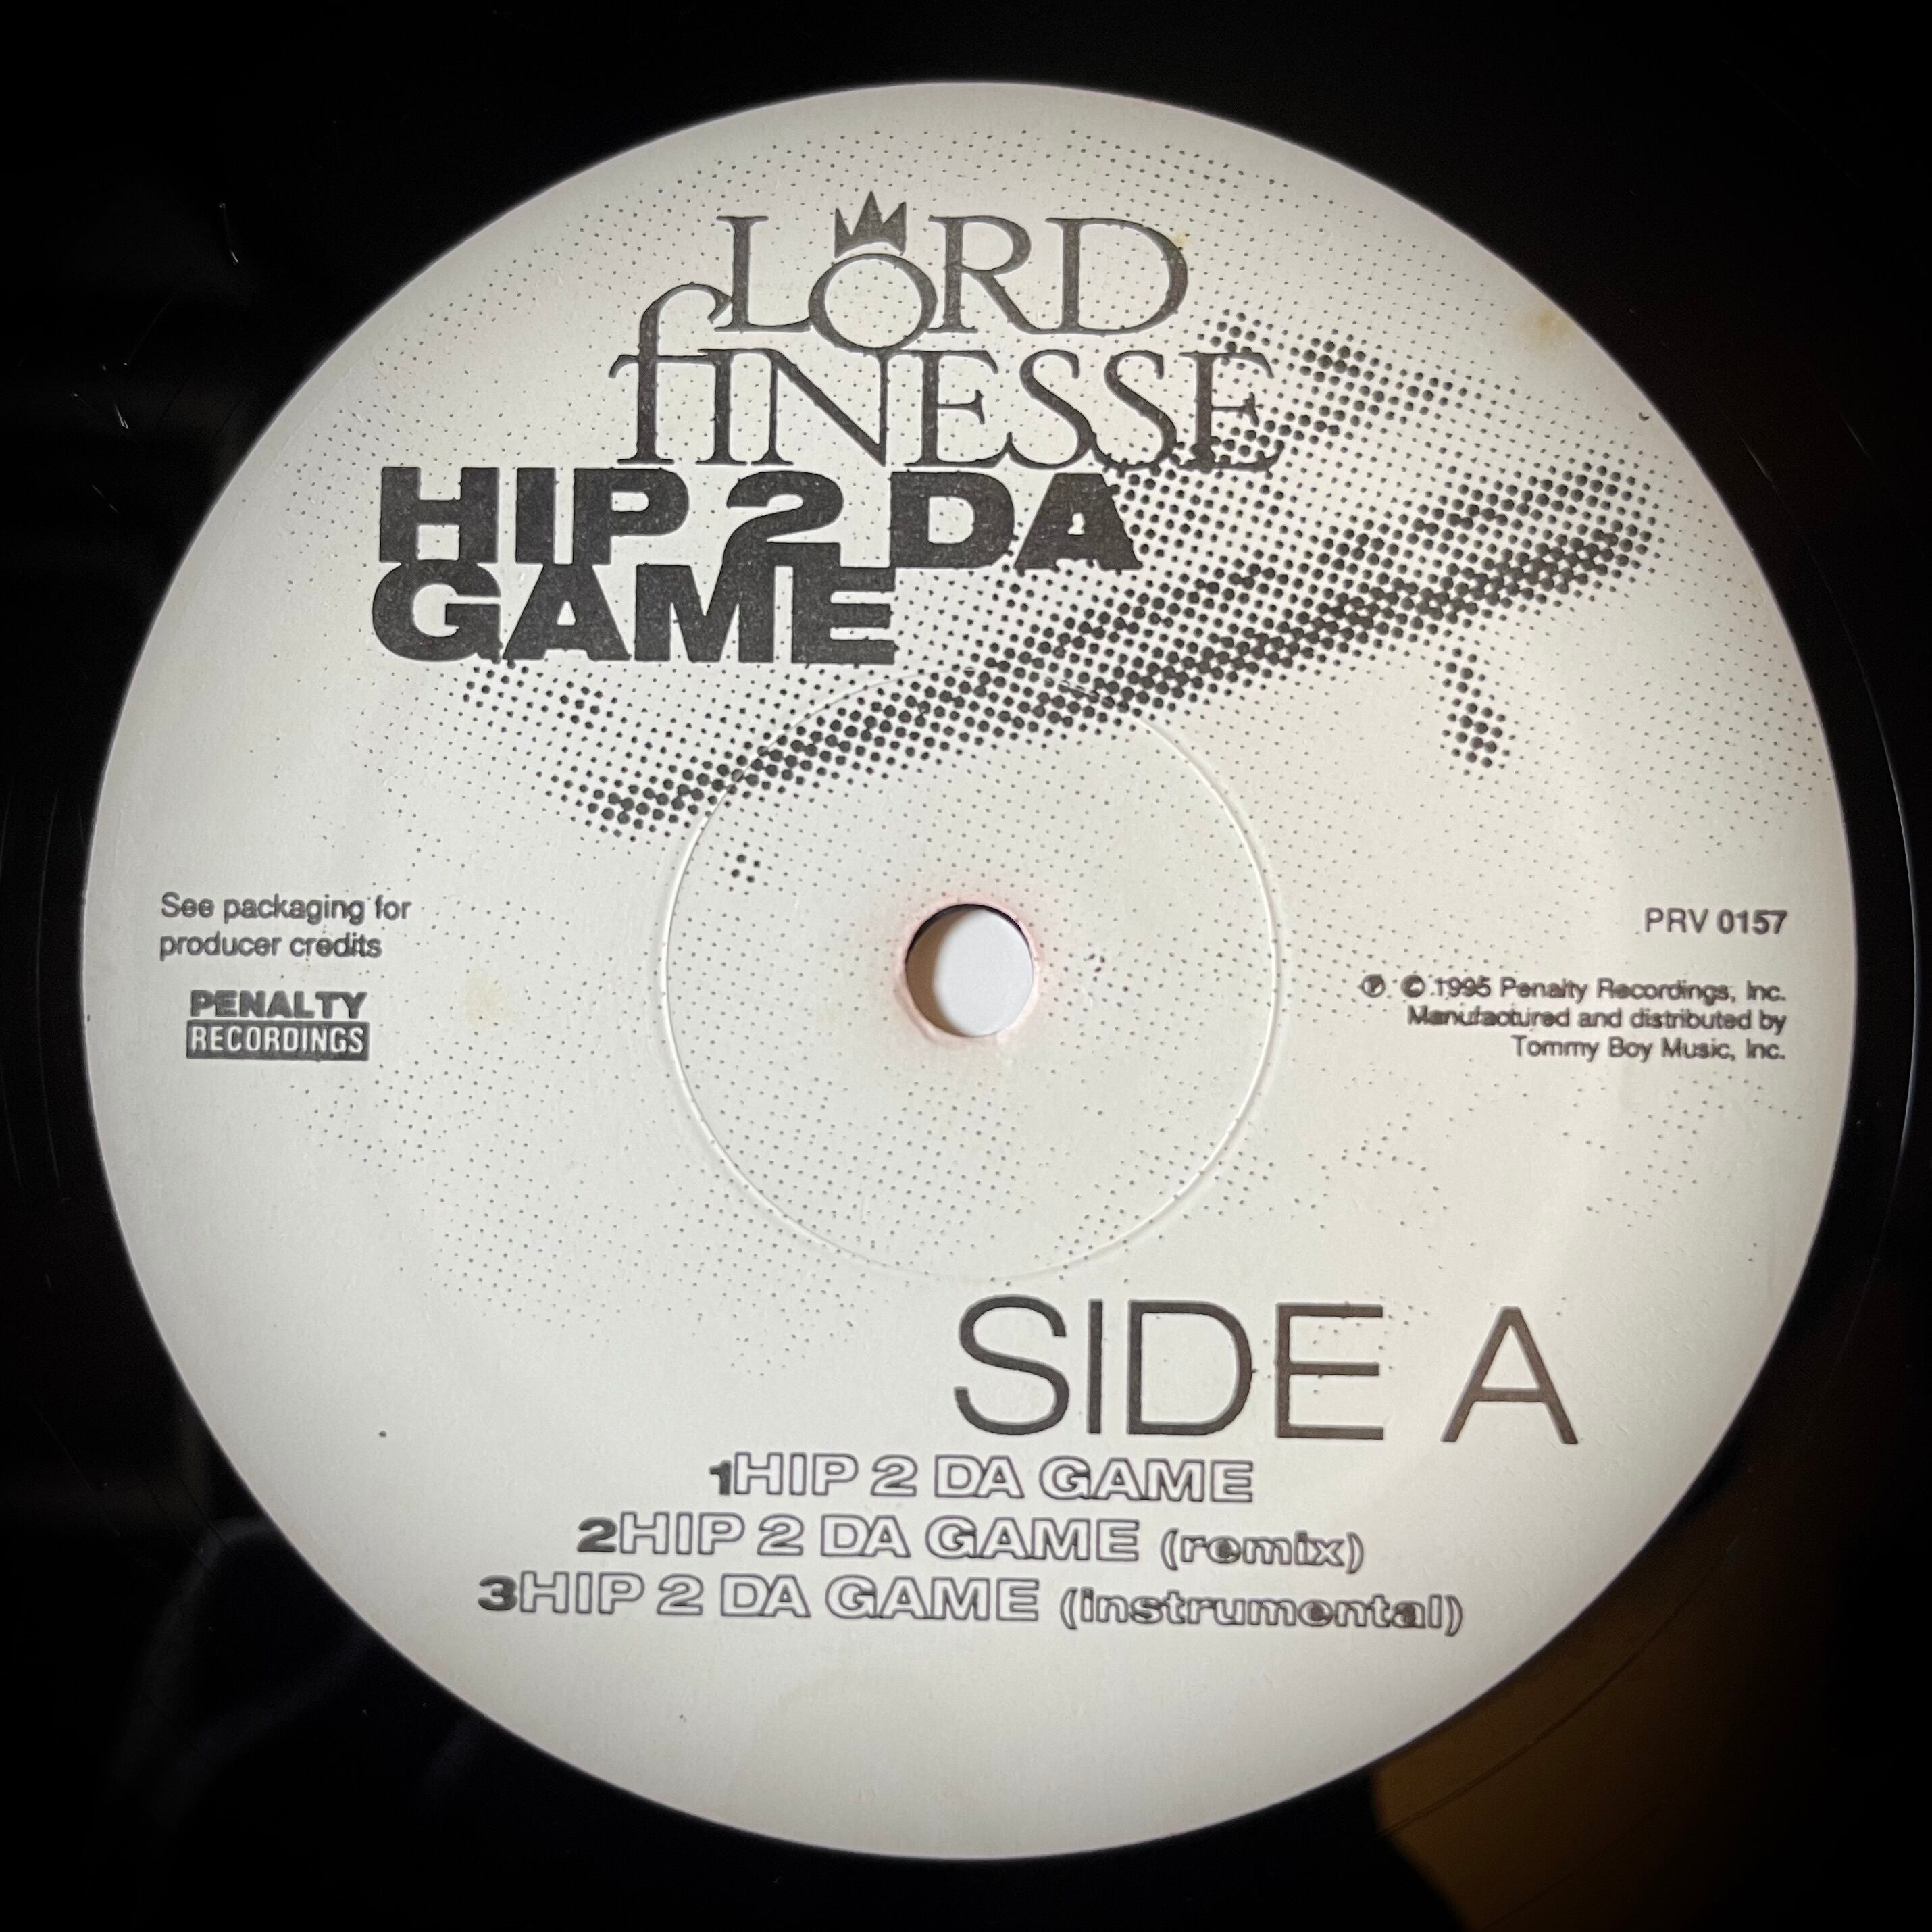 LORD
fINESSE
HIP 2 DA
GAME
See packaging for
producer credits
PENALTY
RECORDINGS
PRV 0157
℗ © 1995 Penalty Recordings, Inc.
Manufactured and distributed by
Tommy Boy Music, Inc.
SIDE A
1HIP 2 DA GAME
2HIP 2 DA GAME (remix)
3HIP 2 DA GAME (instrumental)